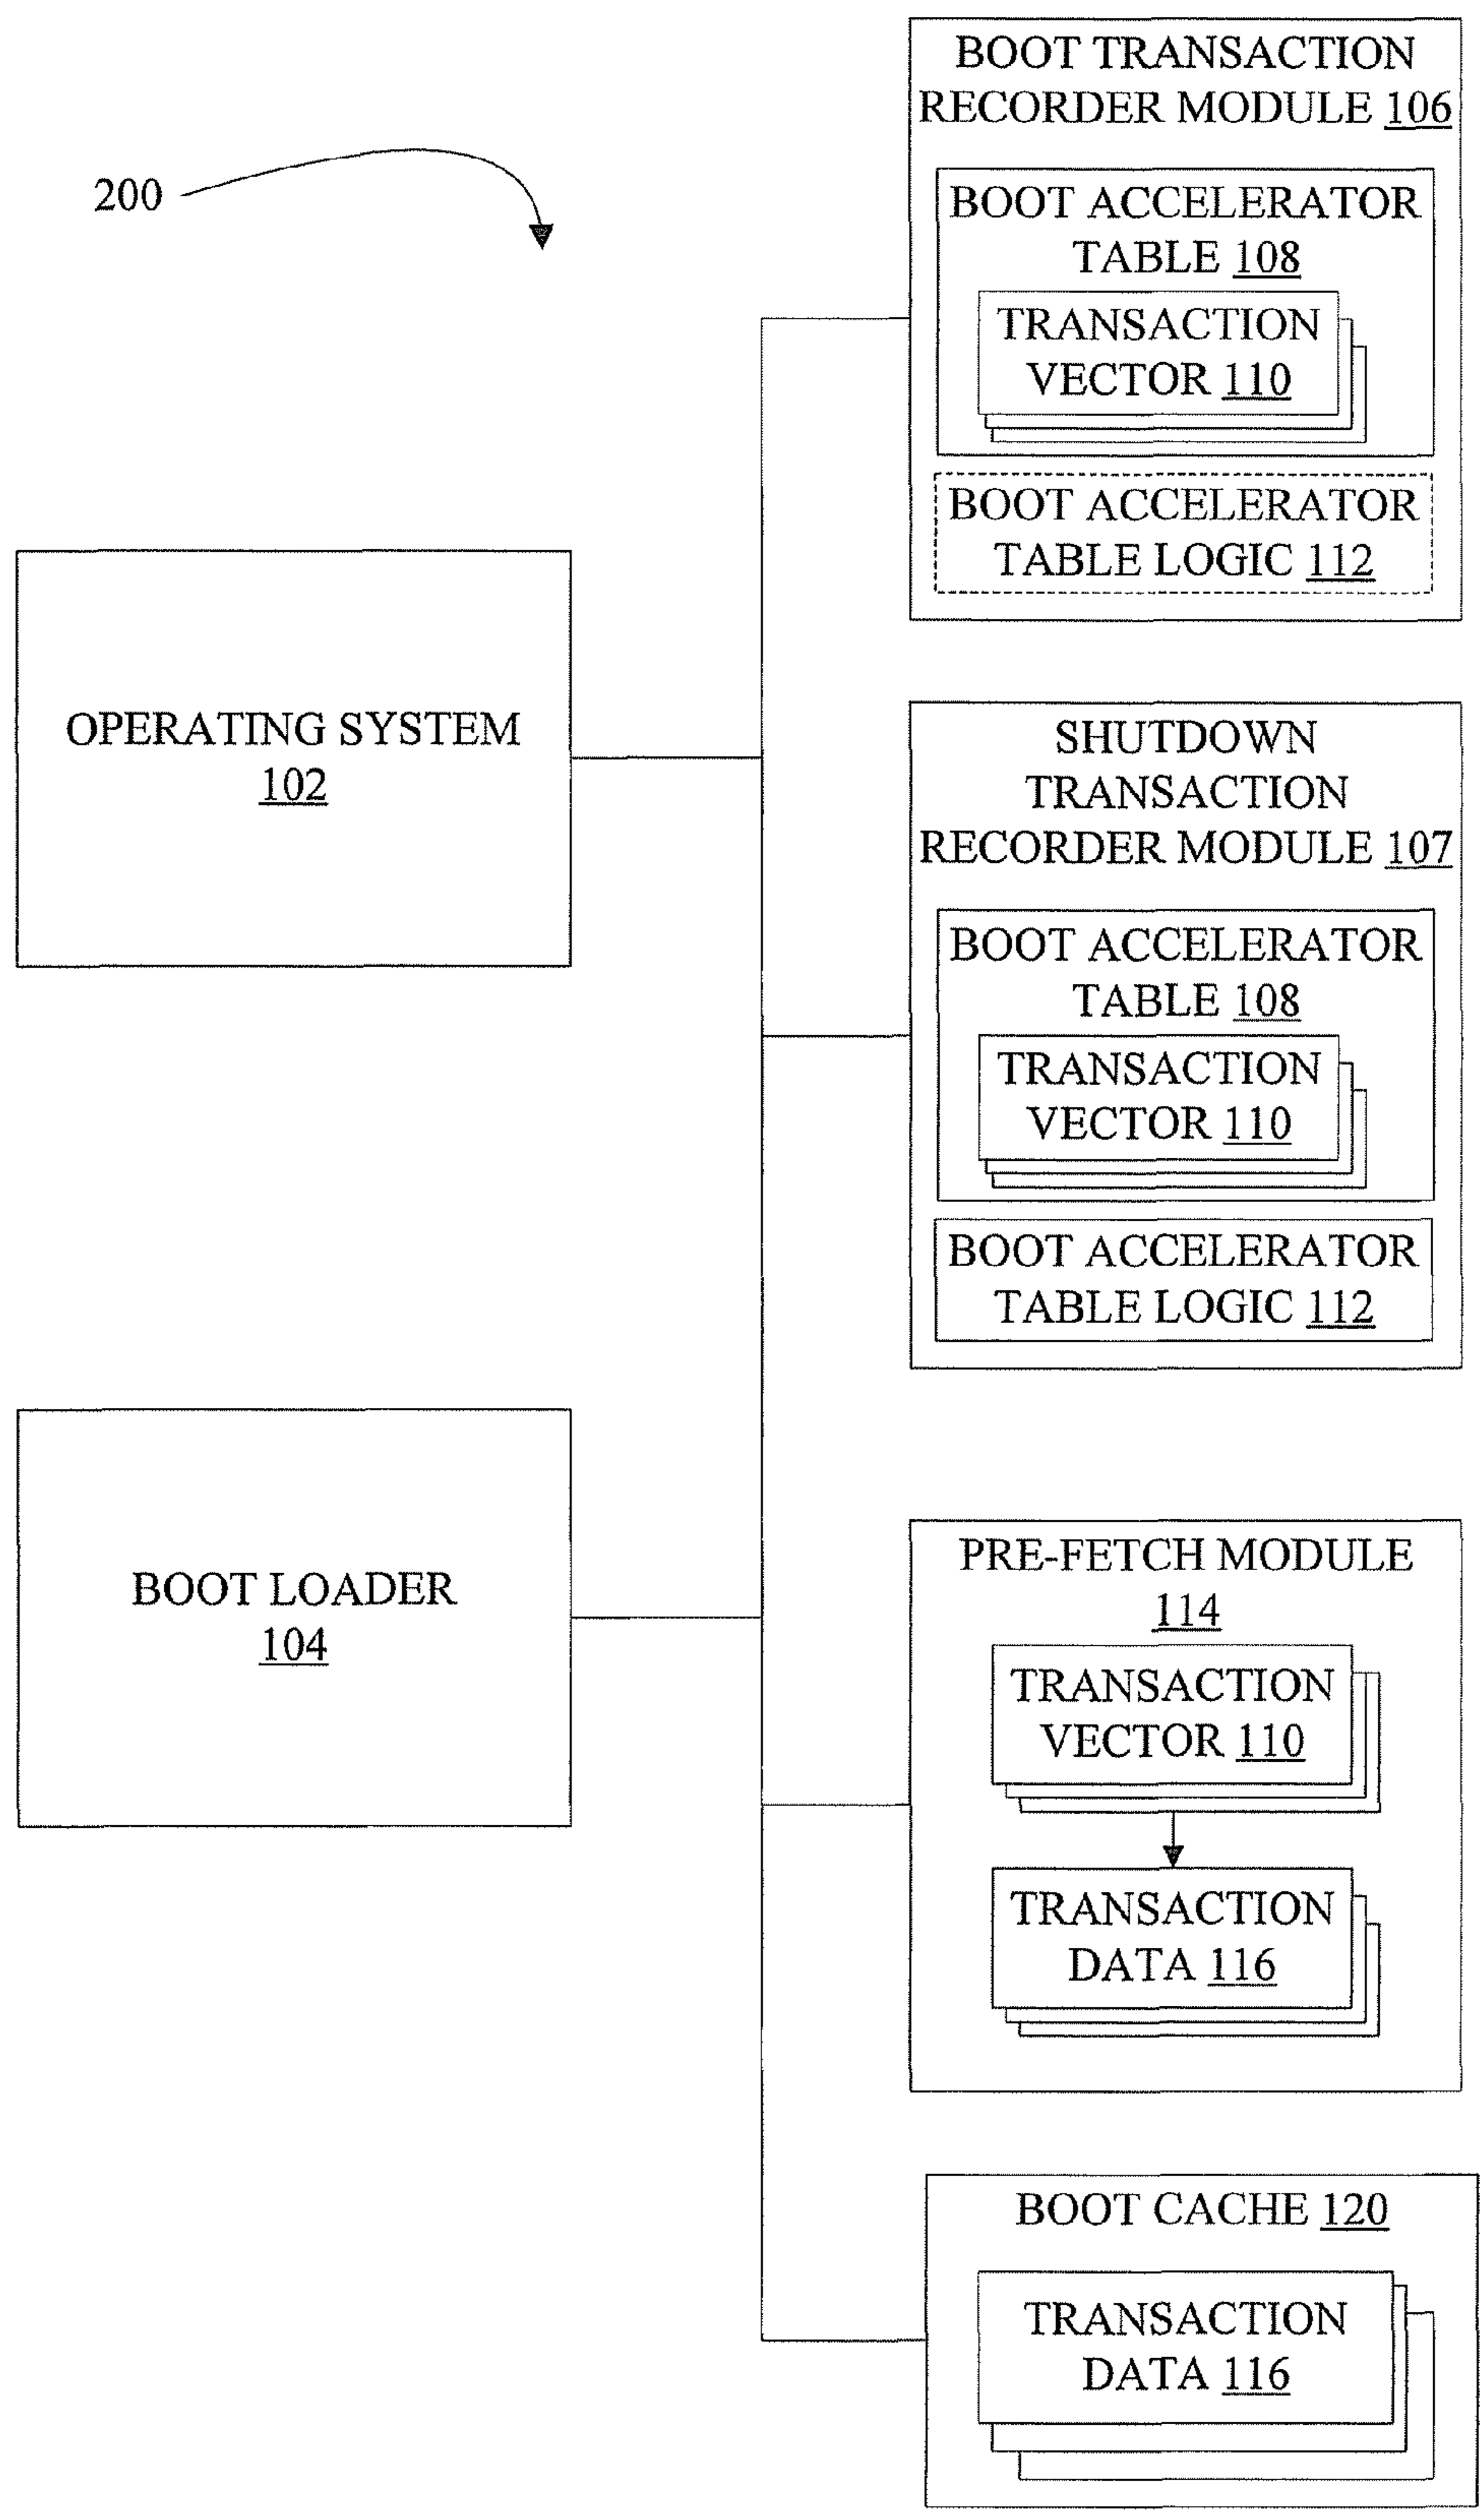 BOOT TRANSACTION
RECORDER MODULE 106
200
BOOT ACCELERATOR
TABLE 108
TRANSACTION
VECTOR 110
BOOT ACCELERATOR
TABLE LOGIC 112
OPERATING SYSTEM
102
SHUTDOWN
TRANSACTION
RECORDER MODULE 107
BOOT ACCELERATOR
TABLE 108
TRANSACTION
VECTOR 110
BOOT ACCELERATOR
TABLE LOGIC 112
BOOT LOADER
104
PRE-FETCH MODULE
114
TRANSACTION
VECTOR 110
TRANSACTION
DATA 116
BOOT CACHE 120
TRANSACTION
DATA 116